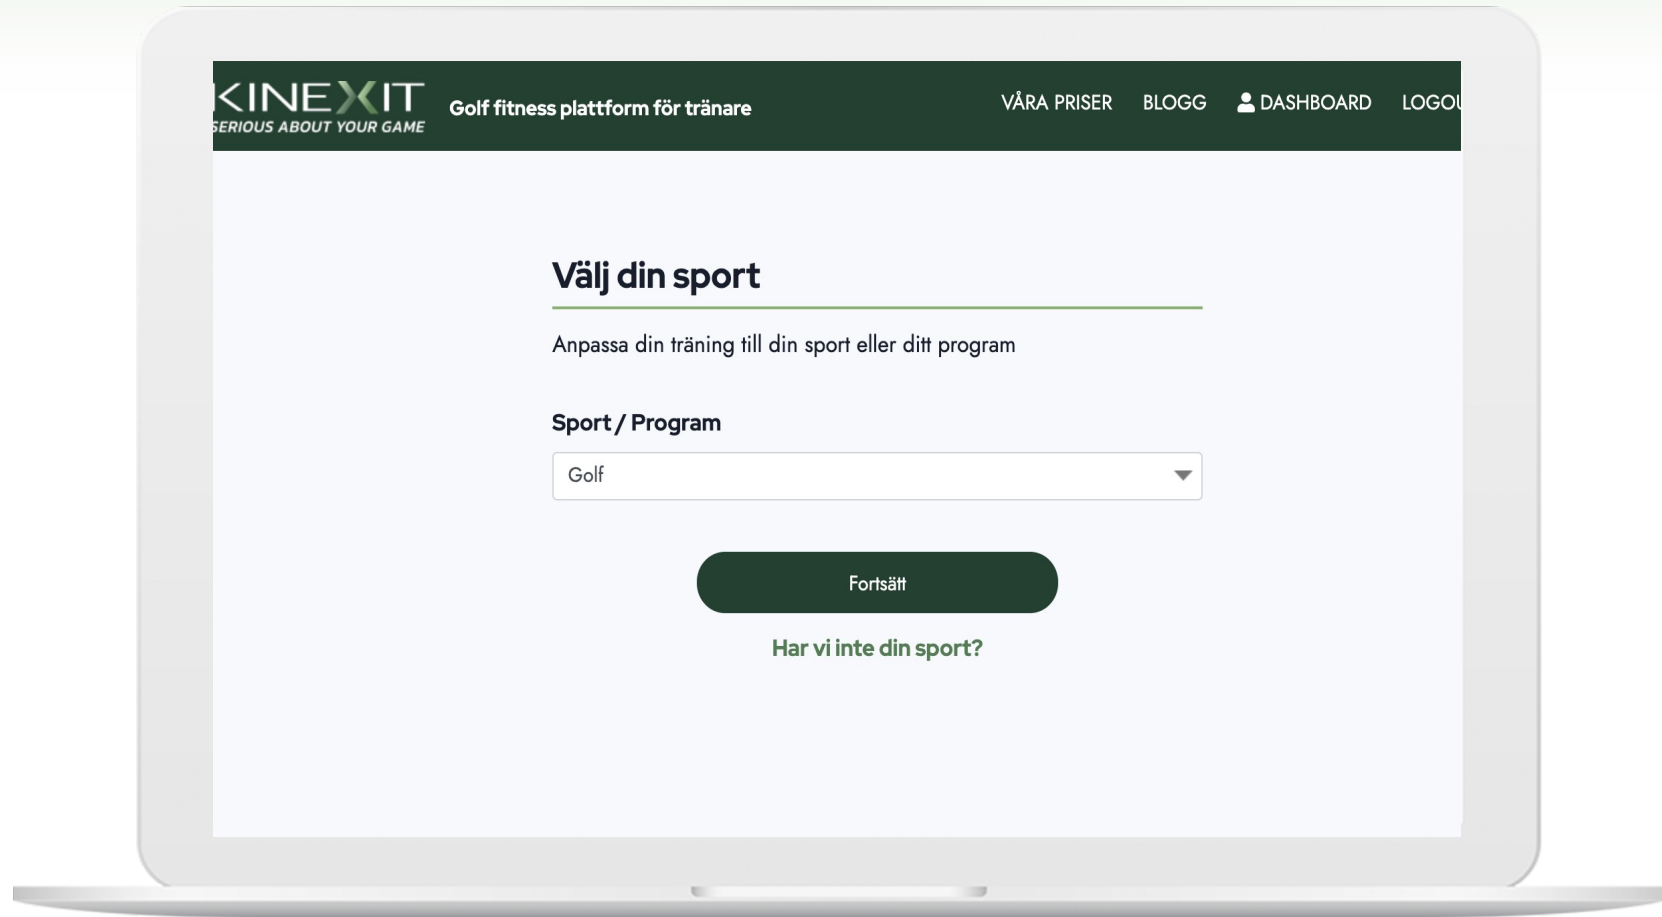 KINEXIT
SERIOUS ABOUT YOUR GAME
Golf fitness plattform för tränare
VÅRA PRISER BLOGG DASHBOARD LOGOU
Välj din sport
Anpassa din träning till din sport eller ditt program
Sport / Program
Golf
Fortsätt
Har vi inte din sport?